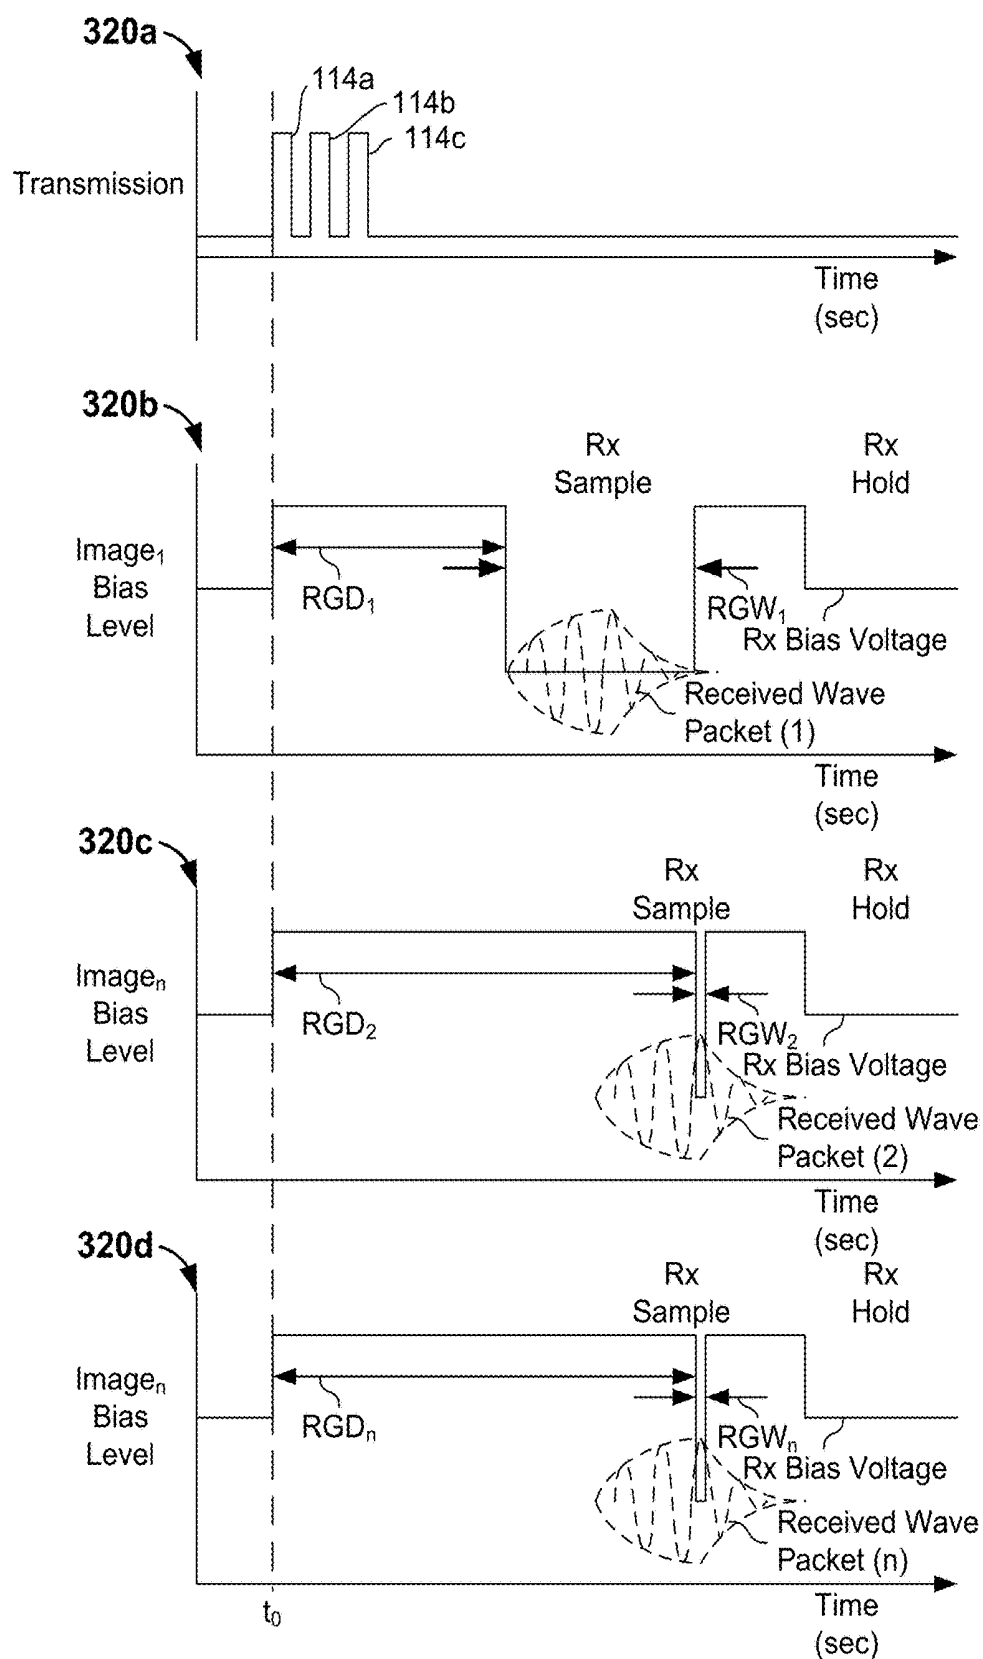 320a
114a
114b
114c
Transmission
Time
(sec)
320b
Rx
Sample
Rx
Hold
Image₁
Bias
Level
RGD₁
RGW₁
Rx Bias Voltage
Received Wave
Packet (1)
Time
(sec)
320c
Rx
Sample
Rx
Hold
Imageₙ
Bias
Level
RGD₂
RGW₂
Rx Bias Voltage
Received Wave
Packet (2)
Time
(sec)
320d
Rx
Sample
Rx
Hold
Imageₙ
Bias
Level
RGDₙ
RGWₙ
Rx Bias Voltage
Received Wave
Packet (n)
t₀
Time
(sec)